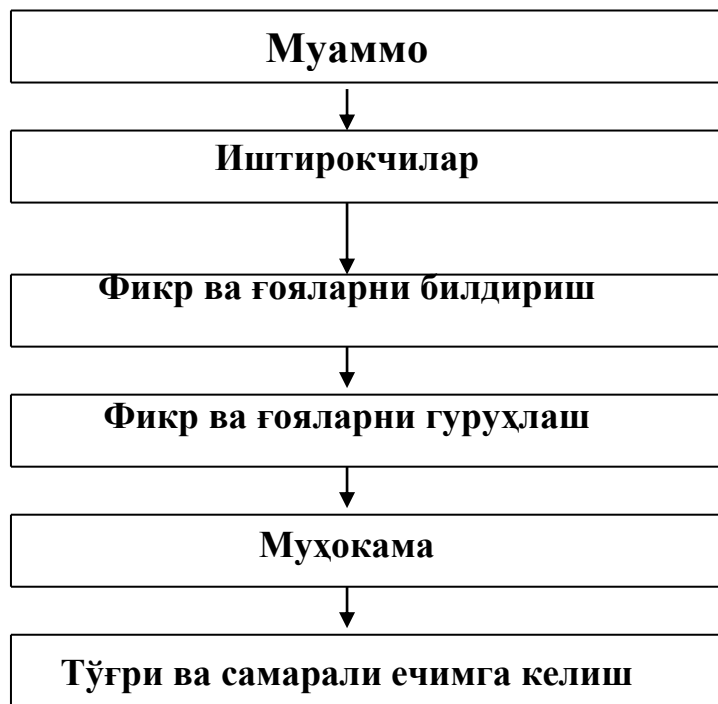 Муаммо
Иштирокчилар
Фикр ва ғояларни билдириш
Фикр ва ғояларни гуруҳлаш
Муҳокама
Тўғри ва самарали ечимга келиш